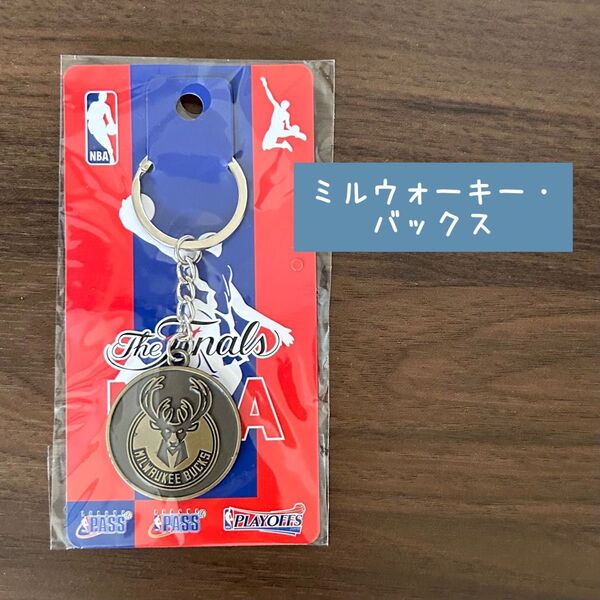 NBA
ミルウォーキー・
バックス
The Finals
MILWAUKEE BUCKS
PASS
PASS
PLAYOFFS